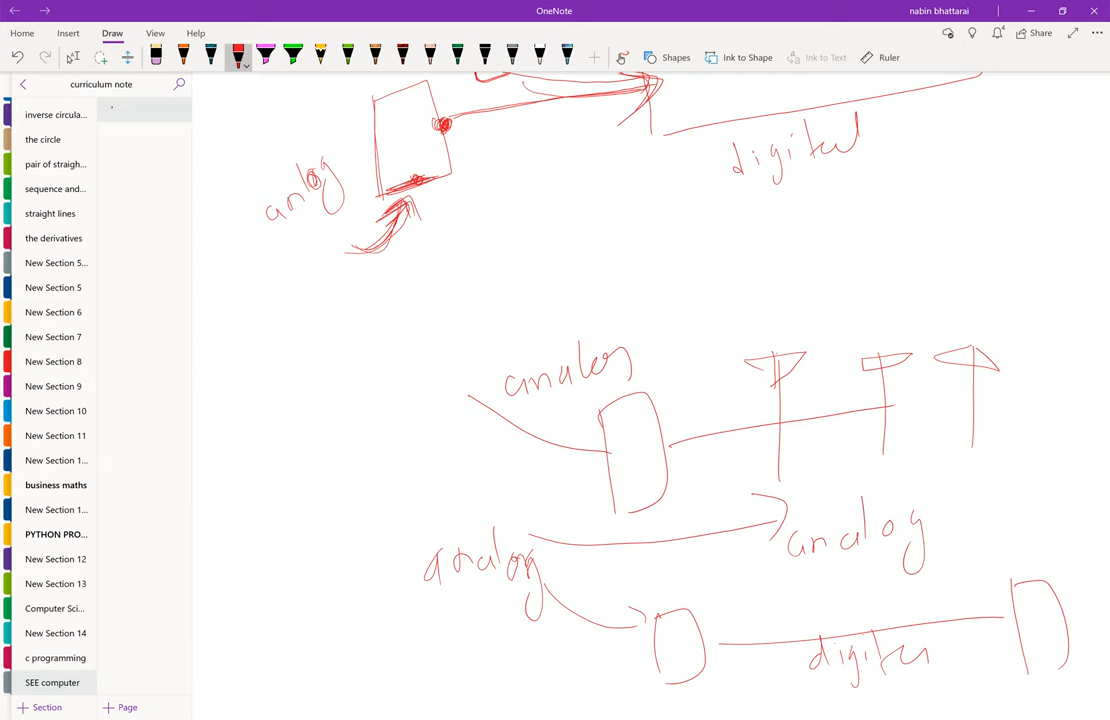 OneNote
nabin bhattarai
Home
Insert
Draw
View
Help
Share
Shapes
Ink to Shape
Ink to Text
Ruler
curriculum note
inverse circula...
the circle
pair of straigh...
sequence and...
straight lines
the derivatives
New Section 5...
New Section 5
New Section 6
New Section 7
New Section 8
New Section 9
New Section 10
New Section 11
New Section 1...
business maths
New Section 1...
PYTHON PRO...
New Section 12
New Section 13
Computer Sci...
New Section 14
c programming
SEE computer
Section
Page
analog
digital
analog
analog
analog
digital